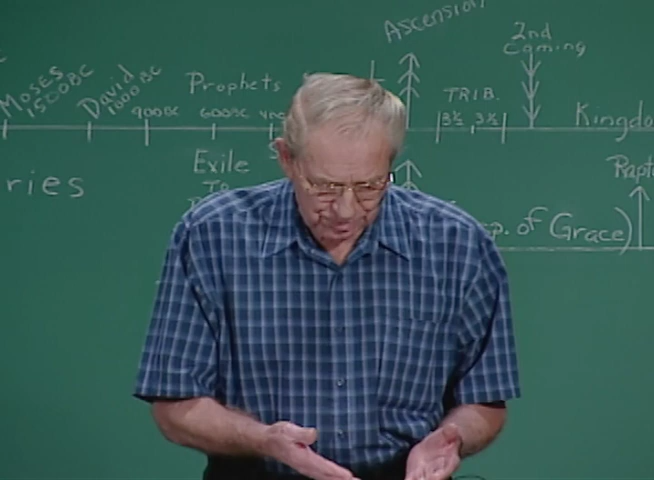 Ascension
2nd
Coming
Moses
1500BC
David
1000BC
Prophets
900BC
600BC
TRIB.
3½ 3½
Kingdo
Exile
To
ries
Rapt
p. of Grace)